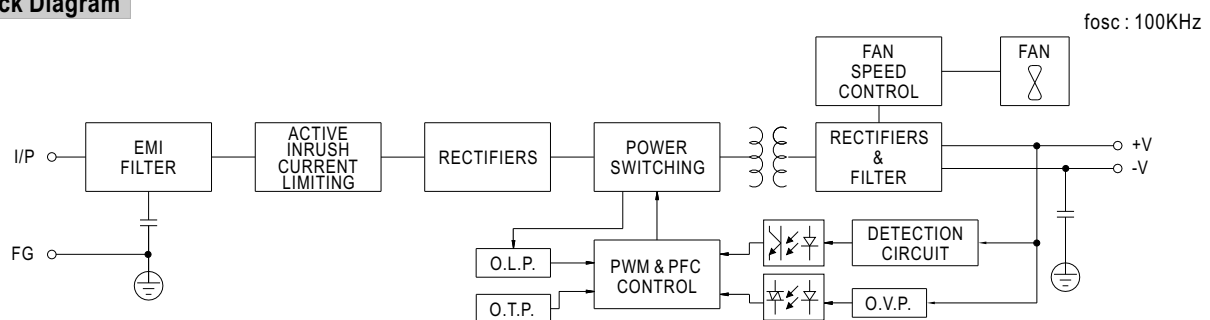 ck Diagram
fosc : 100KHz
FAN
SPEED
CONTROL
FAN
I/P
EMI
FILTER
ACTIVE
INRUSH
CURRENT
LIMITING
RECTIFIERS
POWER
SWITCHING
RECTIFIERS
&
FILTER
+V
-V
FG
O.L.P.
PWM & PFC
CONTROL
DETECTION
CIRCUIT
O.T.P.
O.V.P.